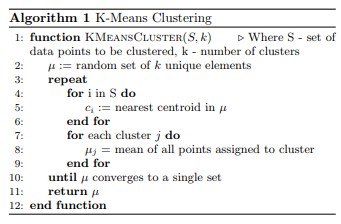 Algorithm 1 K-Means Clustering
1: function KMEANSCLUSTER(S, k) ▷ Where S - set of
data points to be clustered, k - number of clusters
2: μ := random set of k unique elements
3: repeat
4: for i in S do
5: cᵢ := nearest centroid in μ
6: end for
7: for each cluster j do
8: μⱼ = mean of all points assigned to cluster
9: end for
10: until μ converges to a single set
11: return μ
12: end function